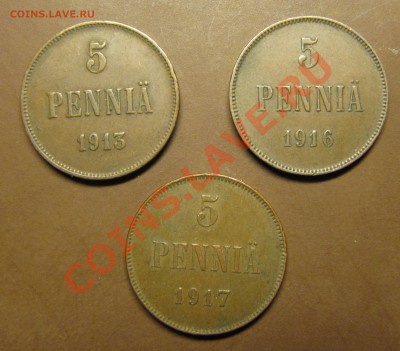 COINS.LAVE.RU
5
PENNIÄ
1913
5
PENNIÄ
1916
5
PENNIÄ
1917
COINS.LAVE.RU